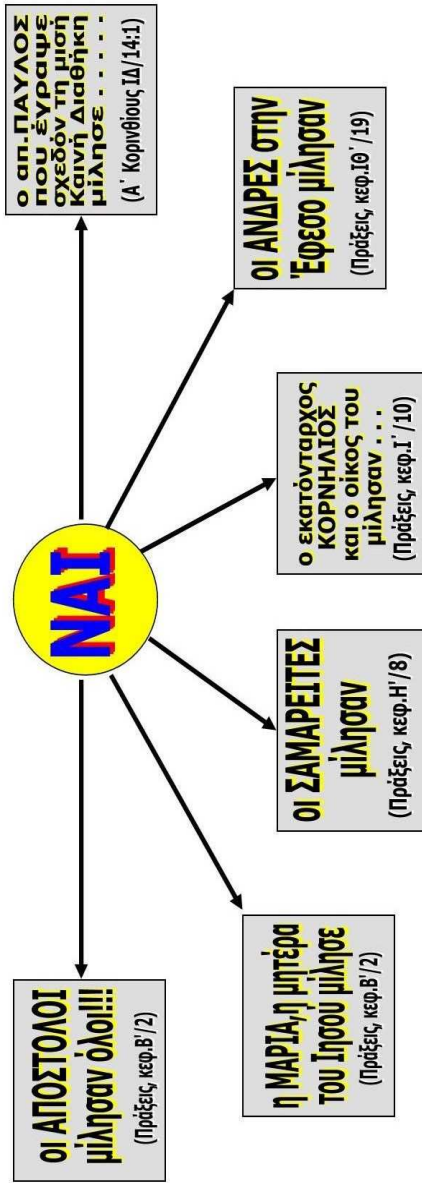 ΝΑΙ
οι ΑΠΟΣΤΟΛΟΙ
μίλησαν όλοι!!!
(Πράξεις, κεφ.Β'/2)
η ΜΑΡΙΑ,η μητέρα
του Ιησού μίλησε
(Πράξεις, κεφ.Β'/2)
οι ΣΑΜΑΡΕΙΤΕΣ
μίλησαν
(Πράξεις, κεφ.Η'/8)
ο εκατόνταρχος
ΚΟΡΝΗΛΙΟΣ
και ο οίκος του
μίλησαν . . .
(Πράξεις, κεφ.Ι΄/10)
οι ΑΝΔΡΕΣ στην
Έφεσο μίλησαν
(Πράξεις, κεφ.ΙΘ΄/19)
ο απ.ΠΑΥΛΟΣ
που έγραψε
σχεδόν τη μισή
Καινή Διαθήκη
μίλησε . . . . .
(Α΄ Κορινθίους ΙΔ/14:1)